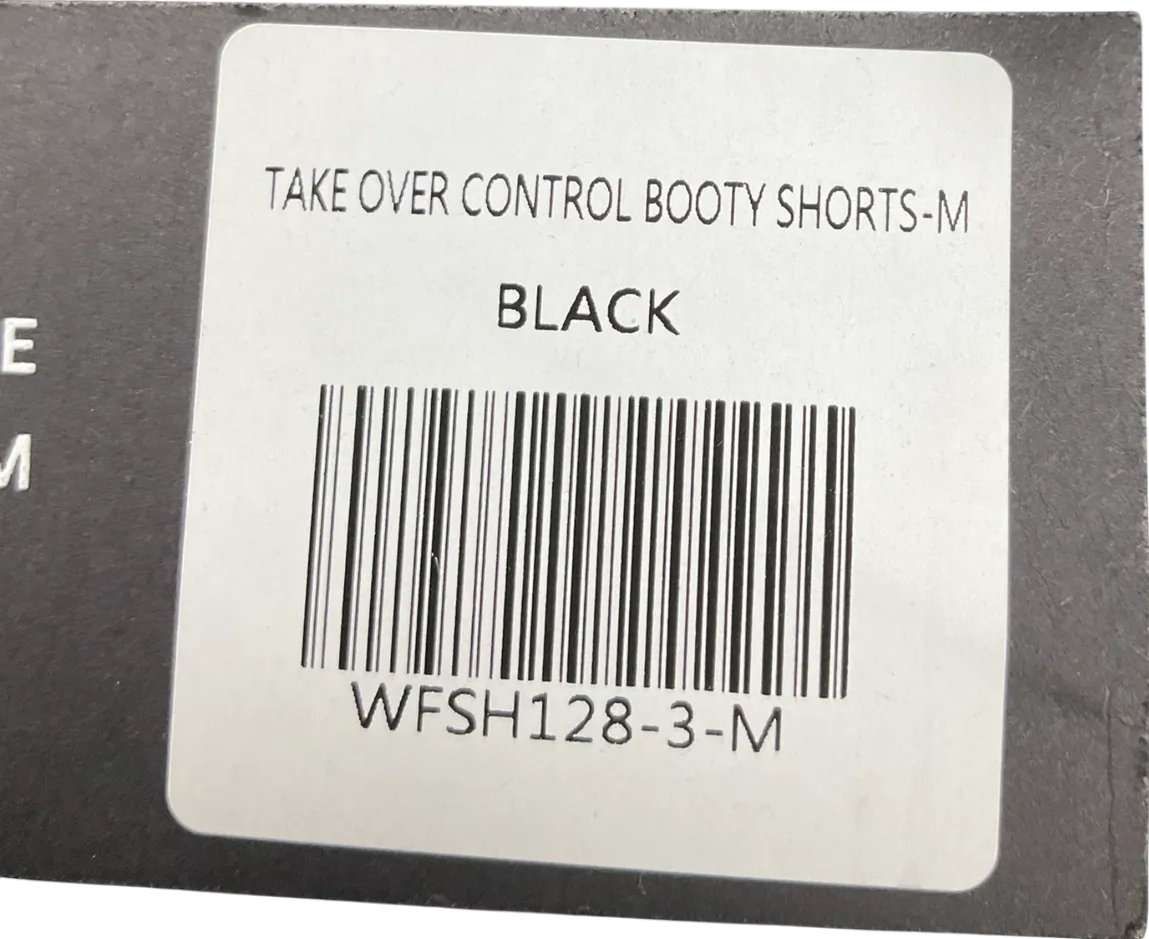 TAKE OVER CONTROL BOOTY SHORTS-M
BLACK
WFSH128-3-M
E
M